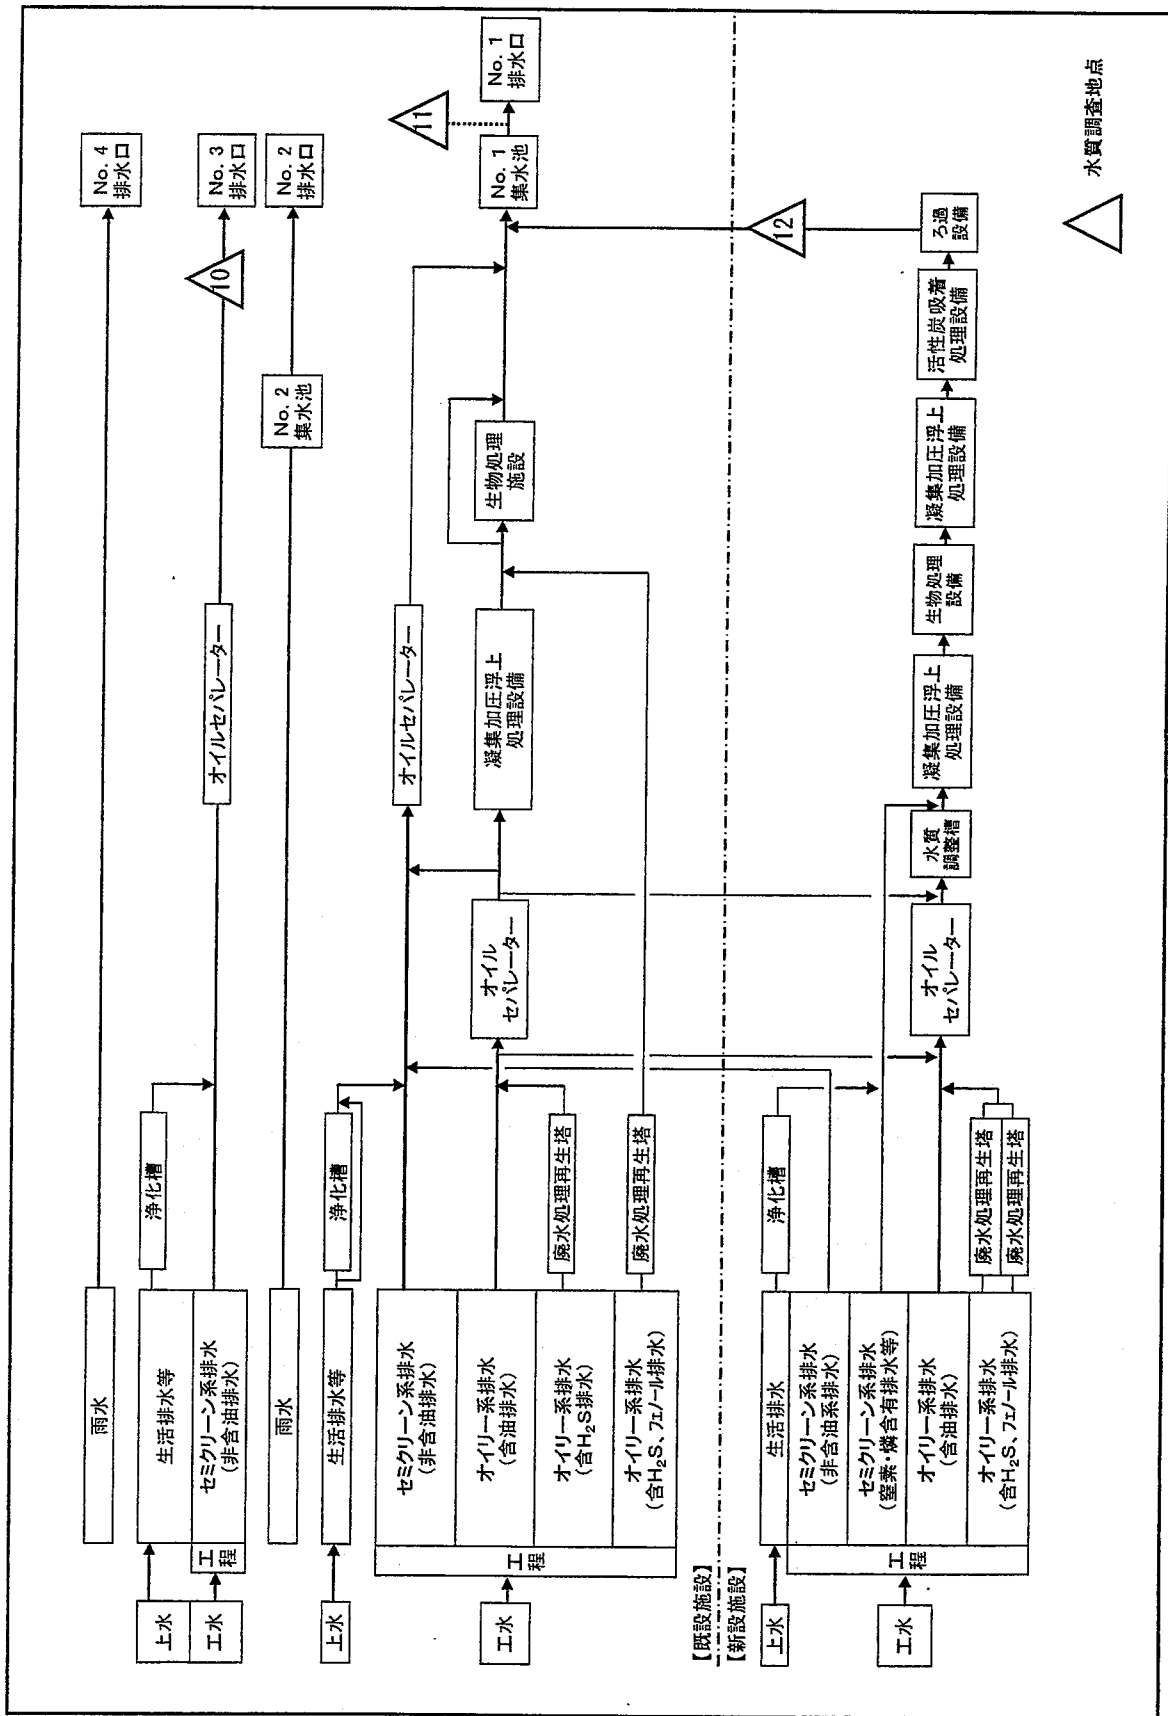 雨水
No. 4
排水口
上水
工水
工
程
生活排水等
セミクリーン系排水
(非含油排水)
浄化槽
オイルセパレーター
10
No. 3
排水口
雨水
No. 2
集水池
No. 2
排水口
上水
生活排水等
浄化槽
工水
工程
セミクリーン系排水
(非含油排水)
オイリー系排水
(含油排水)
オイリー系排水
(含H₂S排水)
オイリー系排水
(含H₂S、フェノール排水)
廃水処理再生塔
廃水処理再生塔
オイル
セパレーター
オイルセパレーター
凝集加圧浮上
処理設備
生物処理
施設
No. 1
集水池
11
No. 1
排水口
【既設施設】
【新設施設】
上水
生活排水
浄化槽
工水
工程
セミクリーン系排水
(非含油系排水)
セミクリーン系排水
(窒素・燐含有排水等)
オイリー系排水
(含油排水)
オイリー系排水
(含H₂S、フェノール排水)
廃水処理再生塔
廃水処理再生塔
オイル
セパレーター
水質
調整槽
凝集加圧浮上
処理設備
生物処理
設備
凝集加圧浮上
処理設備
活性炭吸着
処理設備
ろ過
設備
12
水質調査地点